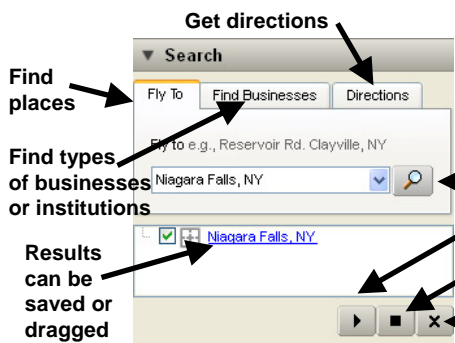 Get directions
▼ Search
Find
places
Fly To Find Businesses Directions
Fly to e.g., Reservoir Rd. Clayville, NY
Find types
of businesses
or institutions
Niagara Falls, NY
Niagara Falls, NY
Results
can be
saved or
dragged